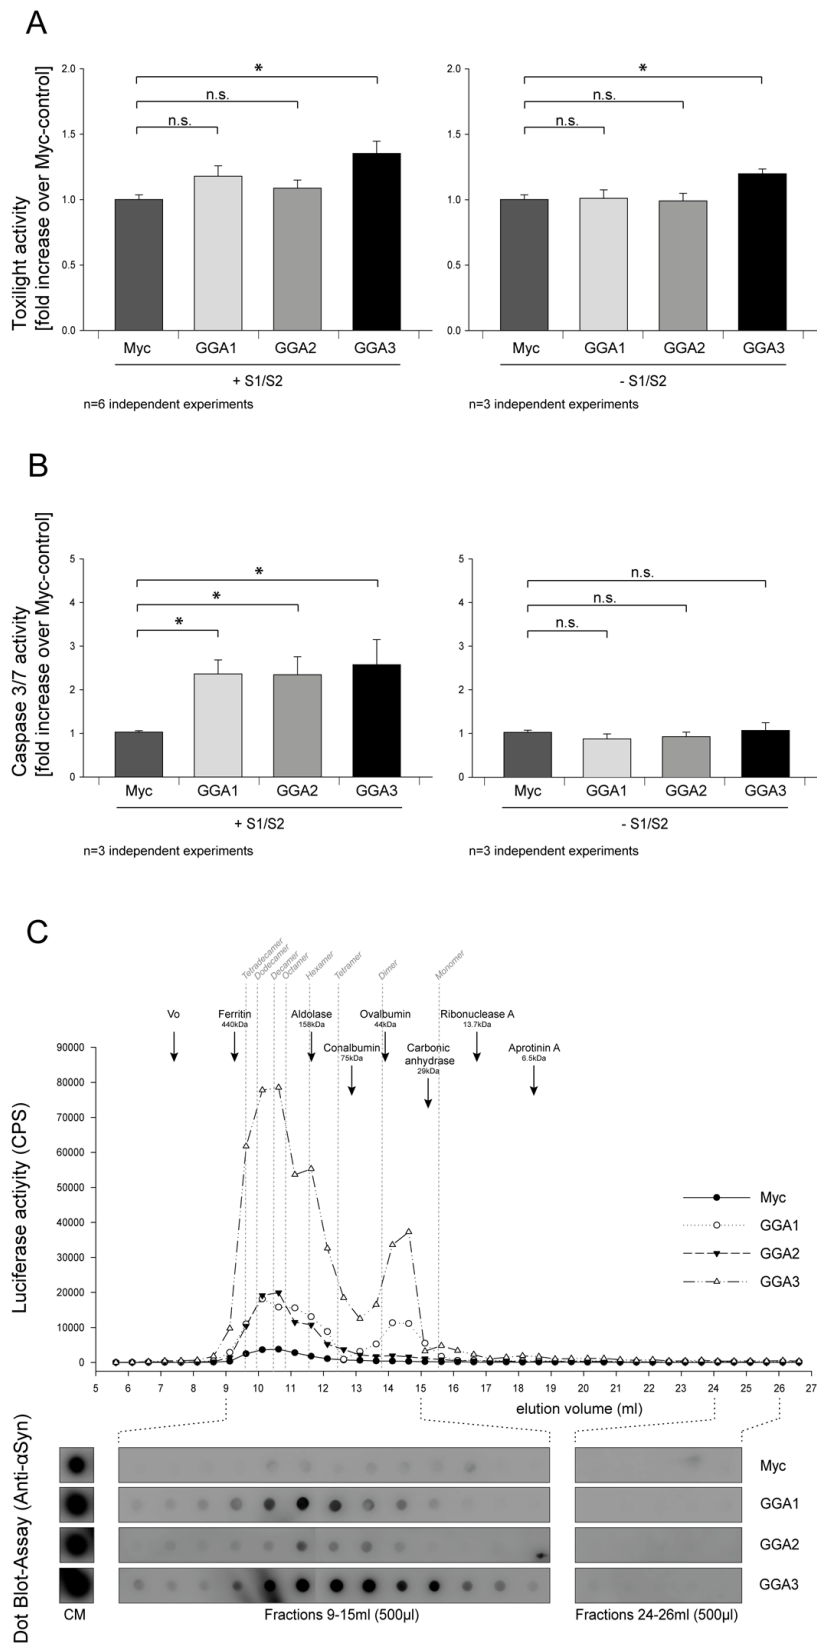 A
Toxilight activity
[fold increase over Myc-control]
2.0
1.5
1.0
0.5
0.0
*
n.s.
n.s.
Myc GGA1 GGA2 GGA3
+ S1/S2
n=6 independent experiments
2.0
1.5
1.0
0.5
0.0
*
n.s.
n.s.
Myc GGA1 GGA2 GGA3
- S1/S2
n=3 independent experiments
B
Caspase 3/7 activity
[fold increase over Myc-control]
5
4
3
2
1
0
*
*
*
Myc GGA1 GGA2 GGA3
+ S1/S2
n=3 independent experiments
5
4
3
2
1
0
n.s.
n.s.
n.s.
Myc GGA1 GGA2 GGA3
- S1/S2
n=3 independent experiments
C
Tetradecamer
Dodecamer
Decamer
Octamer
Hexamer
Tetramer
Dimer
Monomer
Vo
Ferritin
440kDa
Aldolase
158kDa
Ovalbumin
44kDa
Ribonuclease A
13.7kDa
Conalbumin
75kDa
Carbonic
anhydrase
29kDa
Aprotinin A
6.5kDa
Luciferase activity (CPS)
90000
80000
70000
60000
50000
40000
30000
20000
10000
0
Myc
GGA1
GGA2
GGA3
5 6 7 8 9 10 11 12 13 14 15 16 17 18 19 20 21 22 23 24 25 26 27
elution volume (ml)
Dot Blot-Assay (Anti-αSyn)
Myc
GGA1
GGA2
GGA3
CM Fractions 9-15ml (500µl) Fractions 24-26ml (500µl)